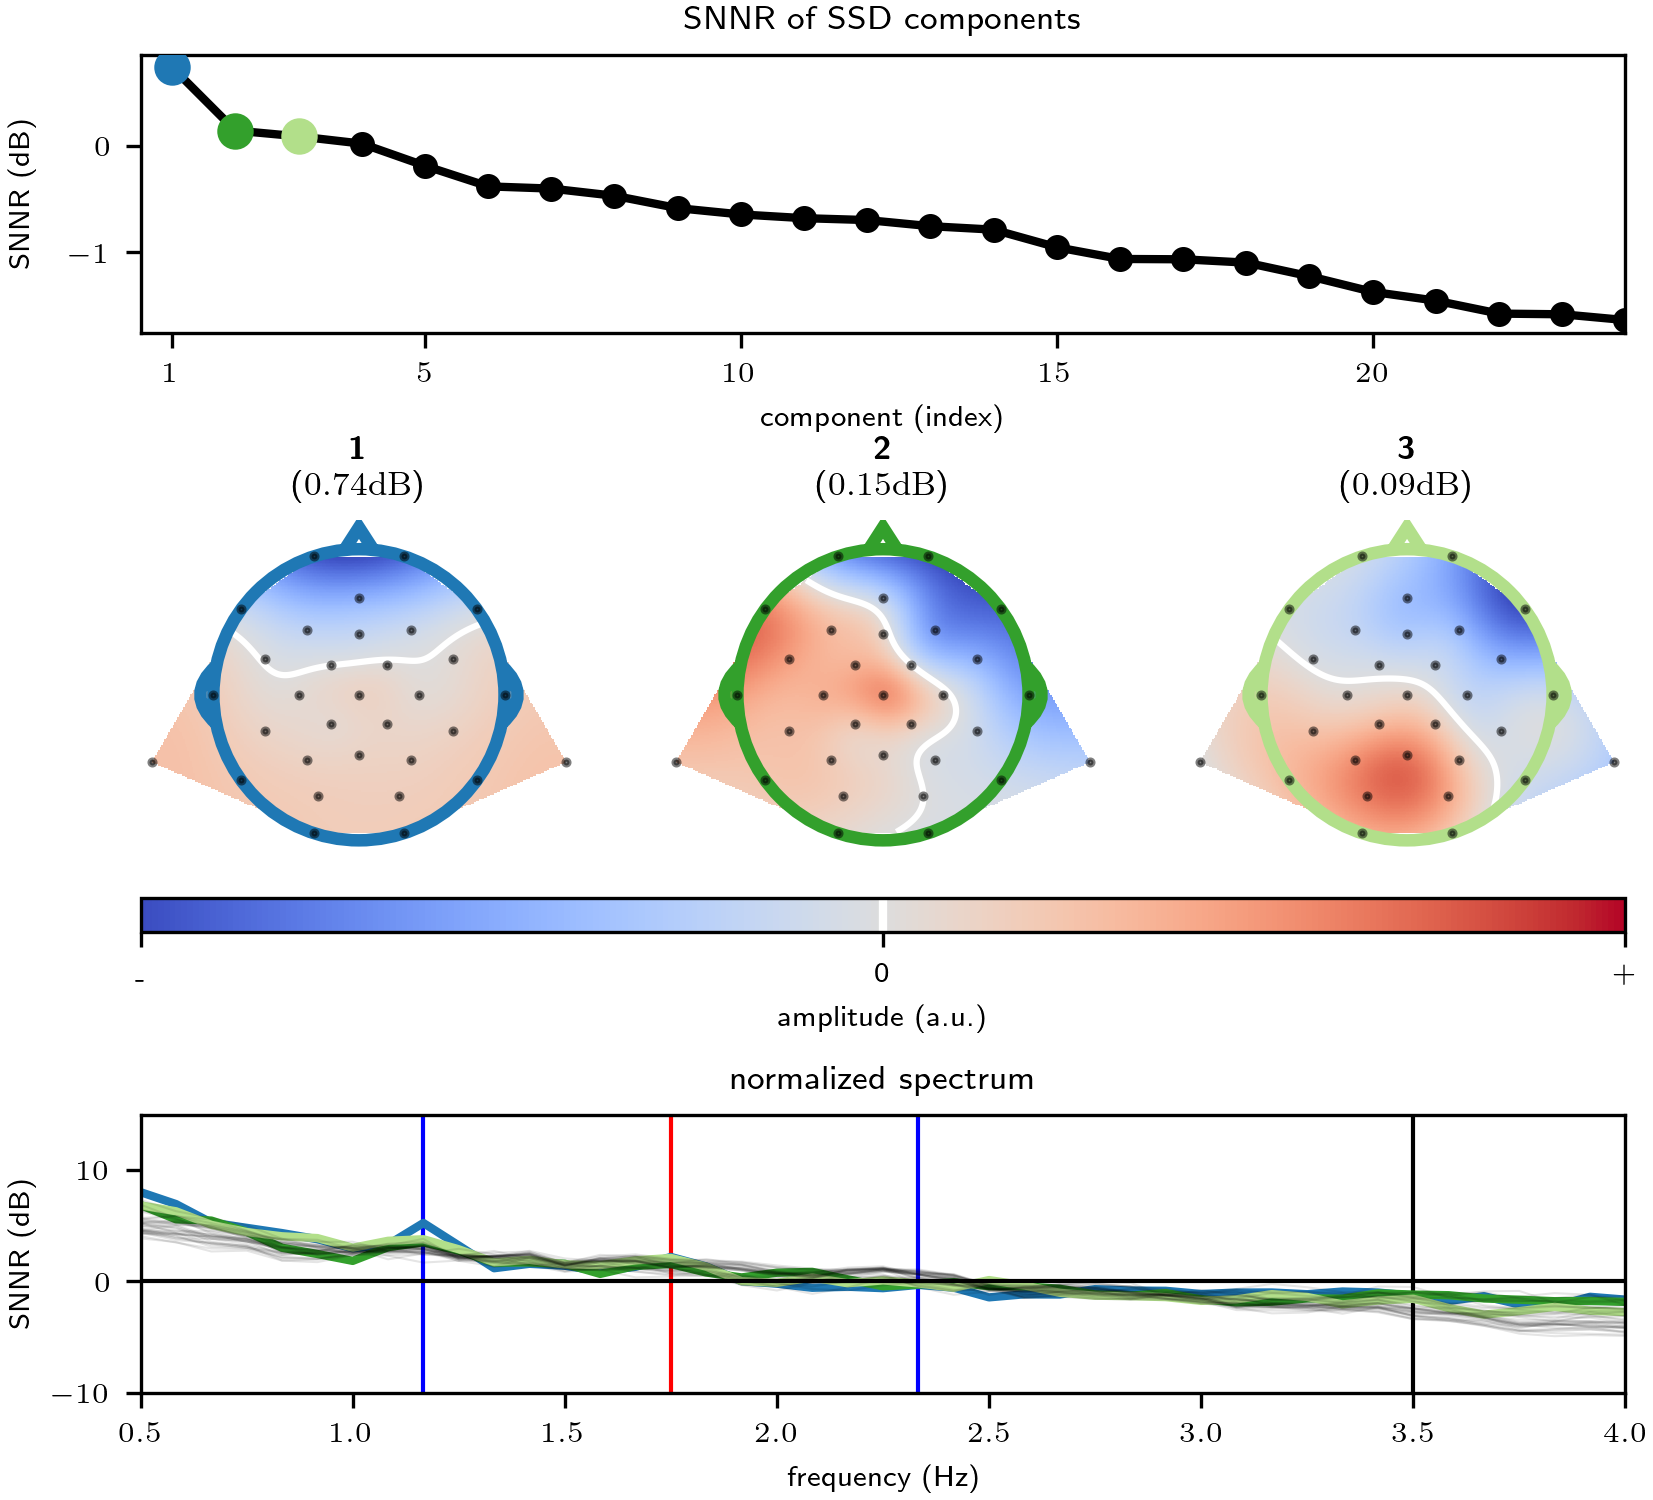 SNNR of SSD components
SNNR (dB)
0
−1
1 5 10 15 20
component (index)
1 2 3
(0.74dB) (0.15dB) (0.09dB)
- 0 +
amplitude (a.u.)
normalized spectrum
SNNR (dB)
10
0
−10
0.5 1.0 1.5 2.0 2.5 3.0 3.5 4.0
frequency (Hz)